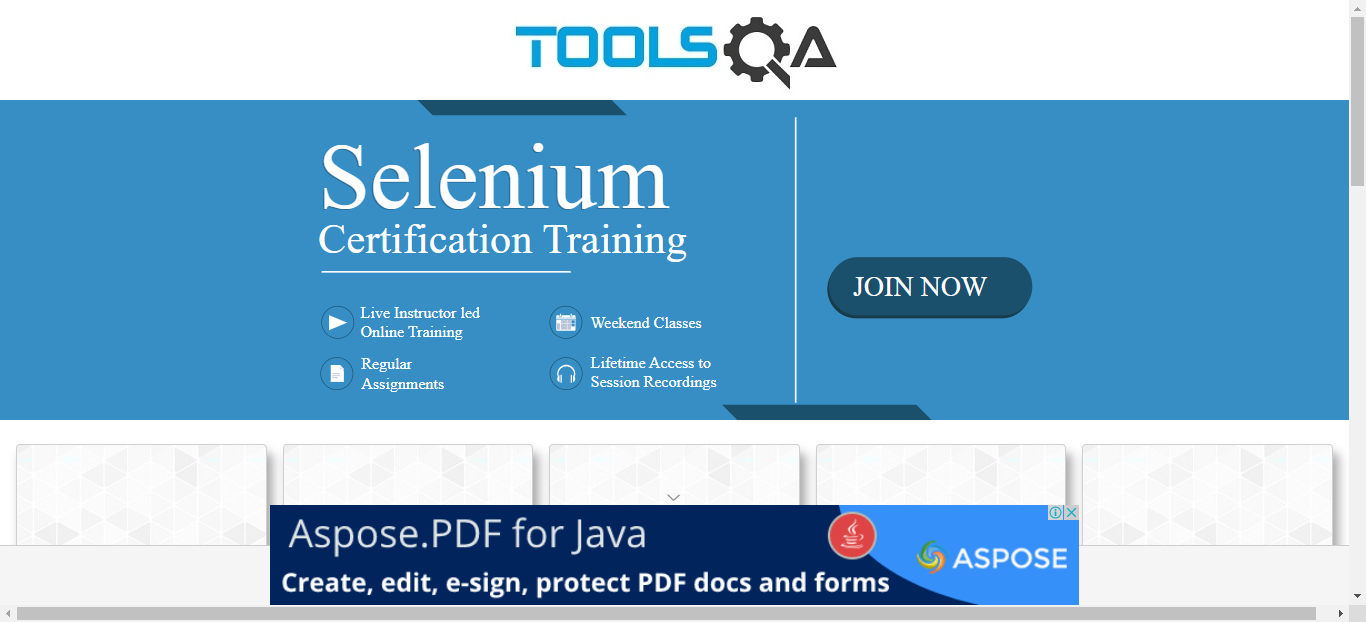 TOOLSQA
Selenium
Certification Training
Live Instructor led
Online Training
Weekend Classes
Regular
Assignments
Lifetime Access to
Session Recordings
JOIN NOW
Aspose.PDF for Java
Create, edit, e-sign, protect PDF docs and forms
ASPOSE